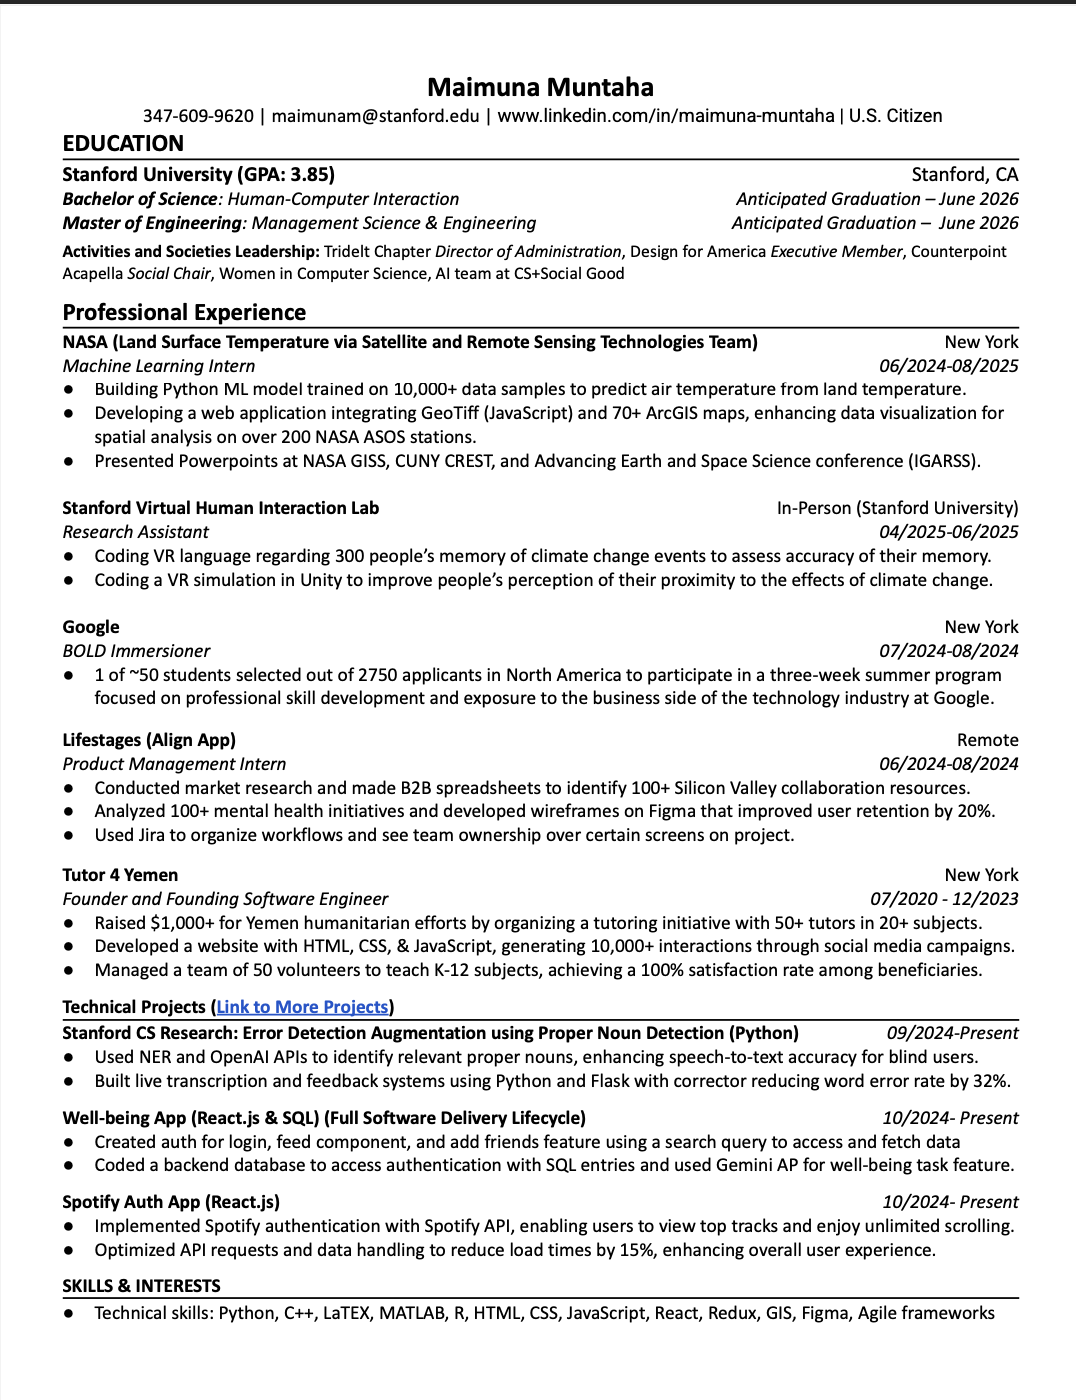 Maimuna Muntaha
347-609-9620 | maimunam@stanford.edu | www.linkedin.com/in/maimuna-muntaha | U.S. Citizen
EDUCATION
Stanford University (GPA: 3.85) Stanford, CA
Bachelor of Science: Human-Computer Interaction Anticipated Graduation – June 2026
Master of Engineering: Management Science & Engineering Anticipated Graduation – June 2026
Activities and Societies Leadership: Tridelt Chapter Director of Administration, Design for America Executive Member, Counterpoint
Acapella Social Chair, Women in Computer Science, AI team at CS+Social Good
Professional Experience
NASA (Land Surface Temperature via Satellite and Remote Sensing Technologies Team) New York
Machine Learning Intern 06/2024-08/2025
● Building Python ML model trained on 10,000+ data samples to predict air temperature from land temperature.
● Developing a web application integrating GeoTiff (JavaScript) and 70+ ArcGIS maps, enhancing data visualization for
spatial analysis on over 200 NASA ASOS stations.
● Presented Powerpoints at NASA GISS, CUNY CREST, and Advancing Earth and Space Science conference (IGARSS).
Stanford Virtual Human Interaction Lab In-Person (Stanford University)
Research Assistant 04/2025-06/2025
● Coding VR language regarding 300 people's memory of climate change events to assess accuracy of their memory.
● Coding a VR simulation in Unity to improve people's perception of their proximity to the effects of climate change.
Google New York
BOLD Immersioner 07/2024-08/2024
● 1 of ~50 students selected out of 2750 applicants in North America to participate in a three-week summer program
focused on professional skill development and exposure to the business side of the technology industry at Google.
Lifestages (Align App) Remote
Product Management Intern 06/2024-08/2024
● Conducted market research and made B2B spreadsheets to identify 100+ Silicon Valley collaboration resources.
● Analyzed 100+ mental health initiatives and developed wireframes on Figma that improved user retention by 20%.
● Used Jira to organize workflows and see team ownership over certain screens on project.
Tutor 4 Yemen New York
Founder and Founding Software Engineer 07/2020 - 12/2023
● Raised $1,000+ for Yemen humanitarian efforts by organizing a tutoring initiative with 50+ tutors in 20+ subjects.
● Developed a website with HTML, CSS, & JavaScript, generating 10,000+ interactions through social media campaigns.
● Managed a team of 50 volunteers to teach K-12 subjects, achieving a 100% satisfaction rate among beneficiaries.
Technical Projects (Link to More Projects)
Stanford CS Research: Error Detection Augmentation using Proper Noun Detection (Python) 09/2024-Present
● Used NER and OpenAI APIs to identify relevant proper nouns, enhancing speech-to-text accuracy for blind users.
● Built live transcription and feedback systems using Python and Flask with corrector reducing word error rate by 32%.
Well-being App (React.js & SQL) (Full Software Delivery Lifecycle) 10/2024- Present
● Created auth for login, feed component, and add friends feature using a search query to access and fetch data
● Coded a backend database to access authentication with SQL entries and used Gemini AP for well-being task feature.
Spotify Auth App (React.js) 10/2024- Present
● Implemented Spotify authentication with Spotify API, enabling users to view top tracks and enjoy unlimited scrolling.
● Optimized API requests and data handling to reduce load times by 15%, enhancing overall user experience.
SKILLS & INTERESTS
● Technical skills: Python, C++, LaTEX, MATLAB, R, HTML, CSS, JavaScript, React, Redux, GIS, Figma, Agile frameworks